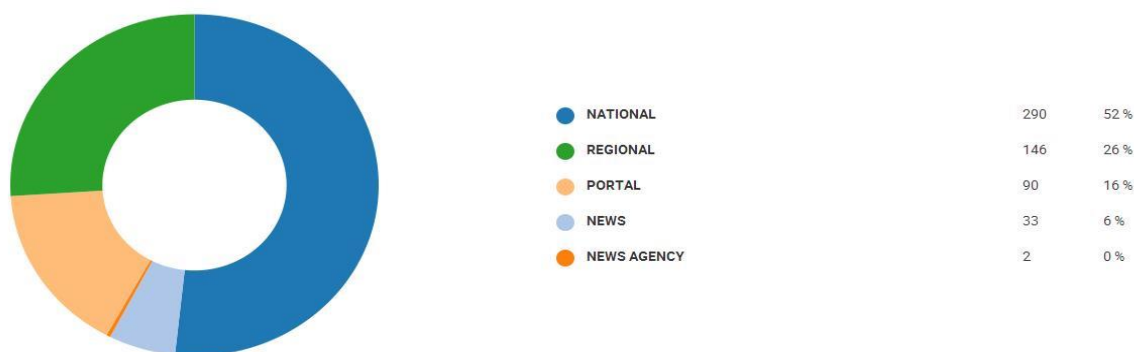 NATIONAL 290 52 %
REGIONAL 146 26 %
PORTAL 90 16 %
NEWS 33 6 %
NEWS AGENCY 2 0 %